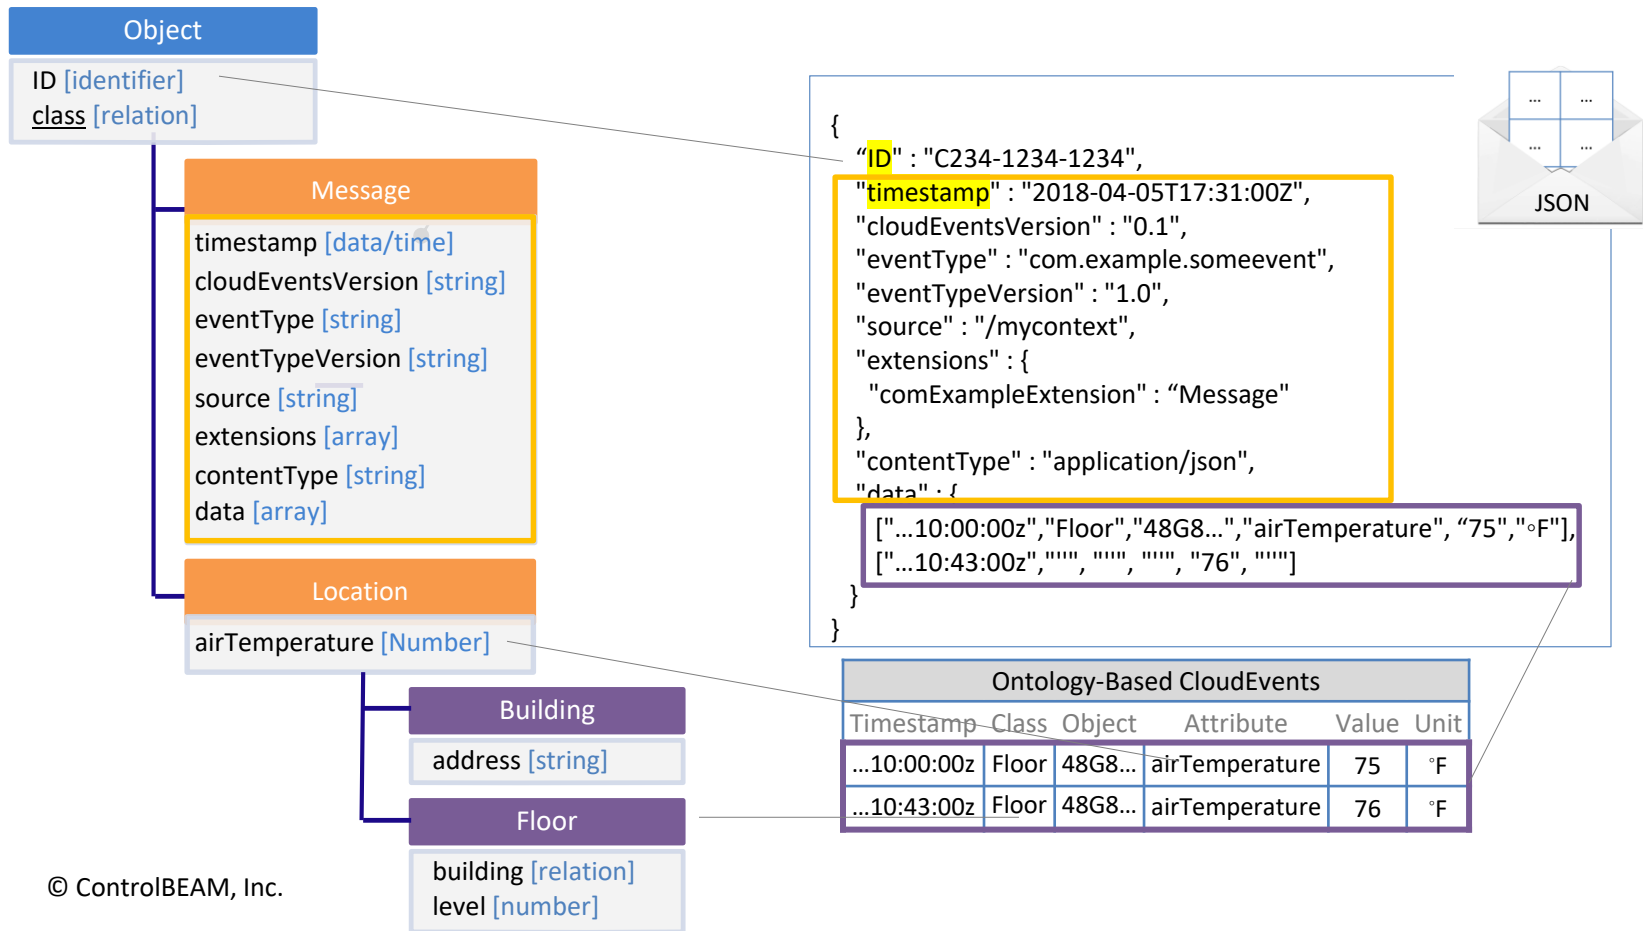 Object
ID [identifier]
class [relation]
Message
timestamp [data/time]
cloudEventsVersion [string]
eventType [string]
eventTypeVersion [string]
source [string]
extensions [array]
contentType [string]
data [array]
Location
airTemperature [Number]
Building
address [string]
Floor
building [relation]
level [number]
© ControlBEAM, Inc.
{
“ID" : "C234-1234-1234",
"timestamp" : "2018-04-05T17:31:00Z",
"cloudEventsVersion" : "0.1",
"eventType" : "com.example.someevent",
"eventTypeVersion" : "1.0",
"source" : "/mycontext",
"extensions" : {
"comExampleExtension" : “Message"
},
"contentType" : "application/json",
"data" : {
["...10:00:00z","Floor","48G8...","airTemperature", “75","◦F"],
["...10:43:00z","'"", "'"", "'"", "76", "'""]
}
}
... ...
... ...
JSON
Ontology-Based CloudEvents
Timestamp Class Object Attribute Value Unit
...10:00:00z Floor 48G8... airTemperature 75 °F
...10:43:00z Floor 48G8... airTemperature 76 °F